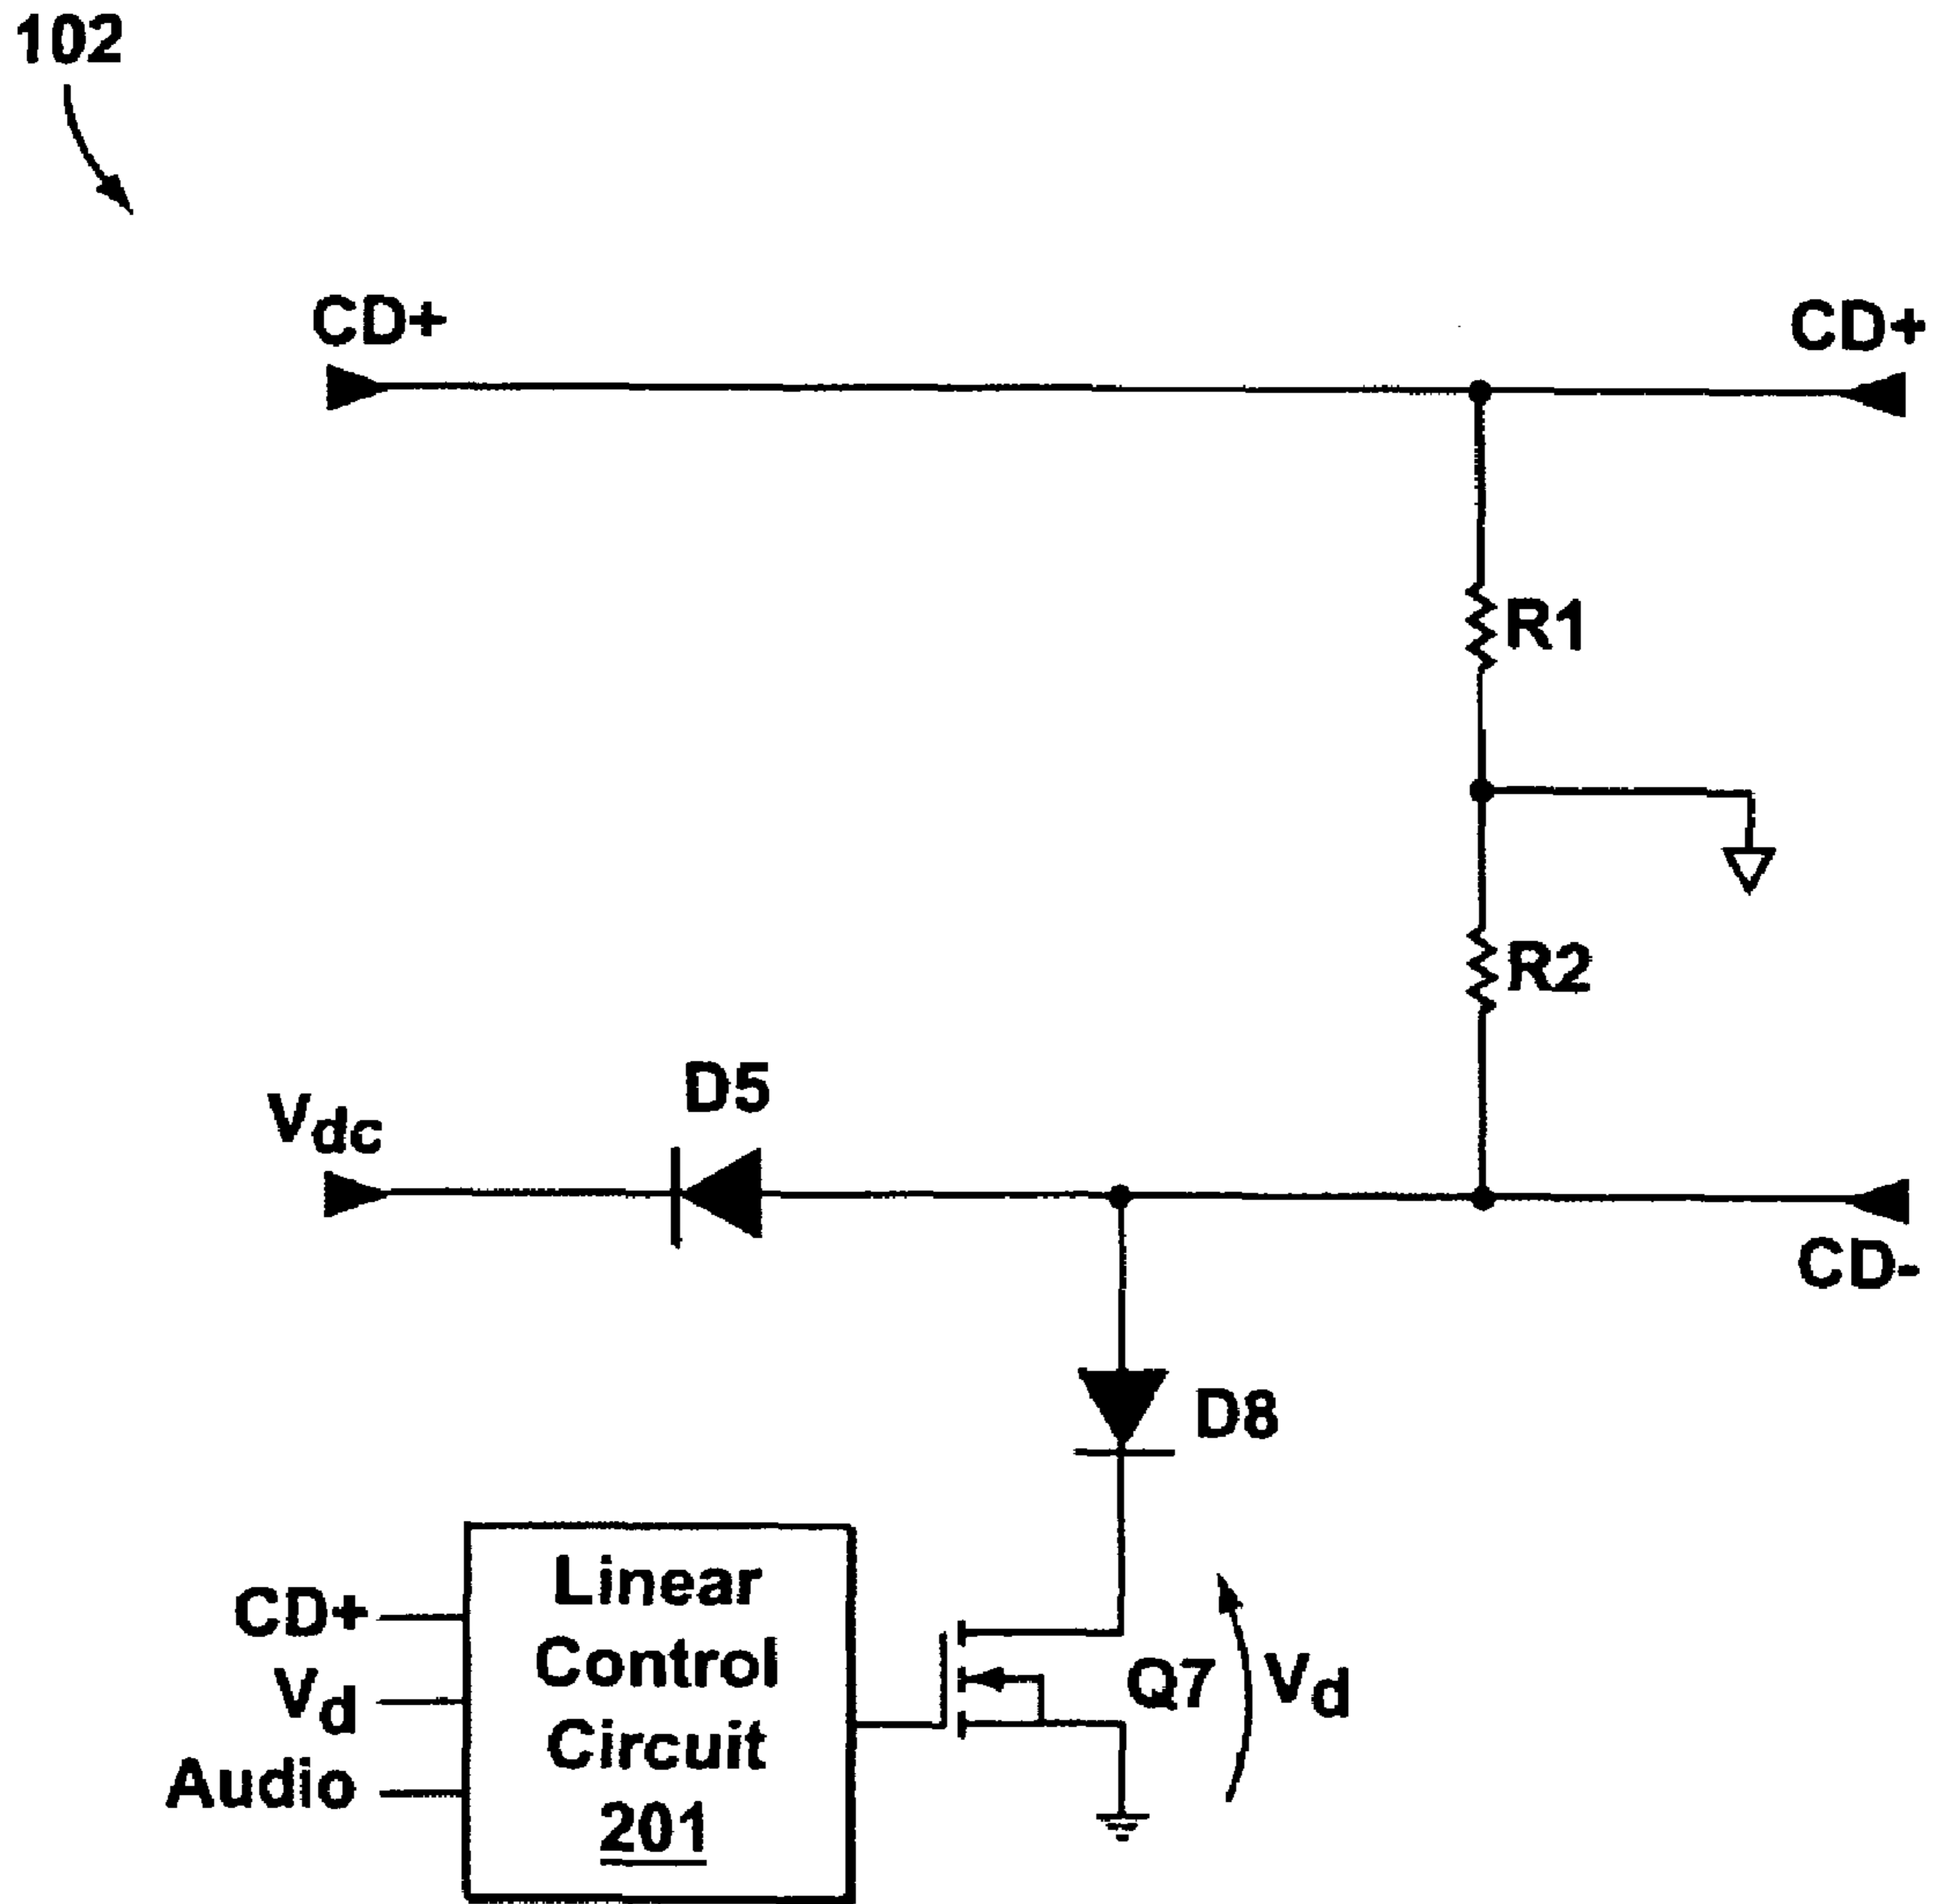 102
CD+
CD+
R1
R2
D5
Vdc
CD-
D8
Linear
Control
Circuit
201
CD+
Vd
Audio
Q7
Vd